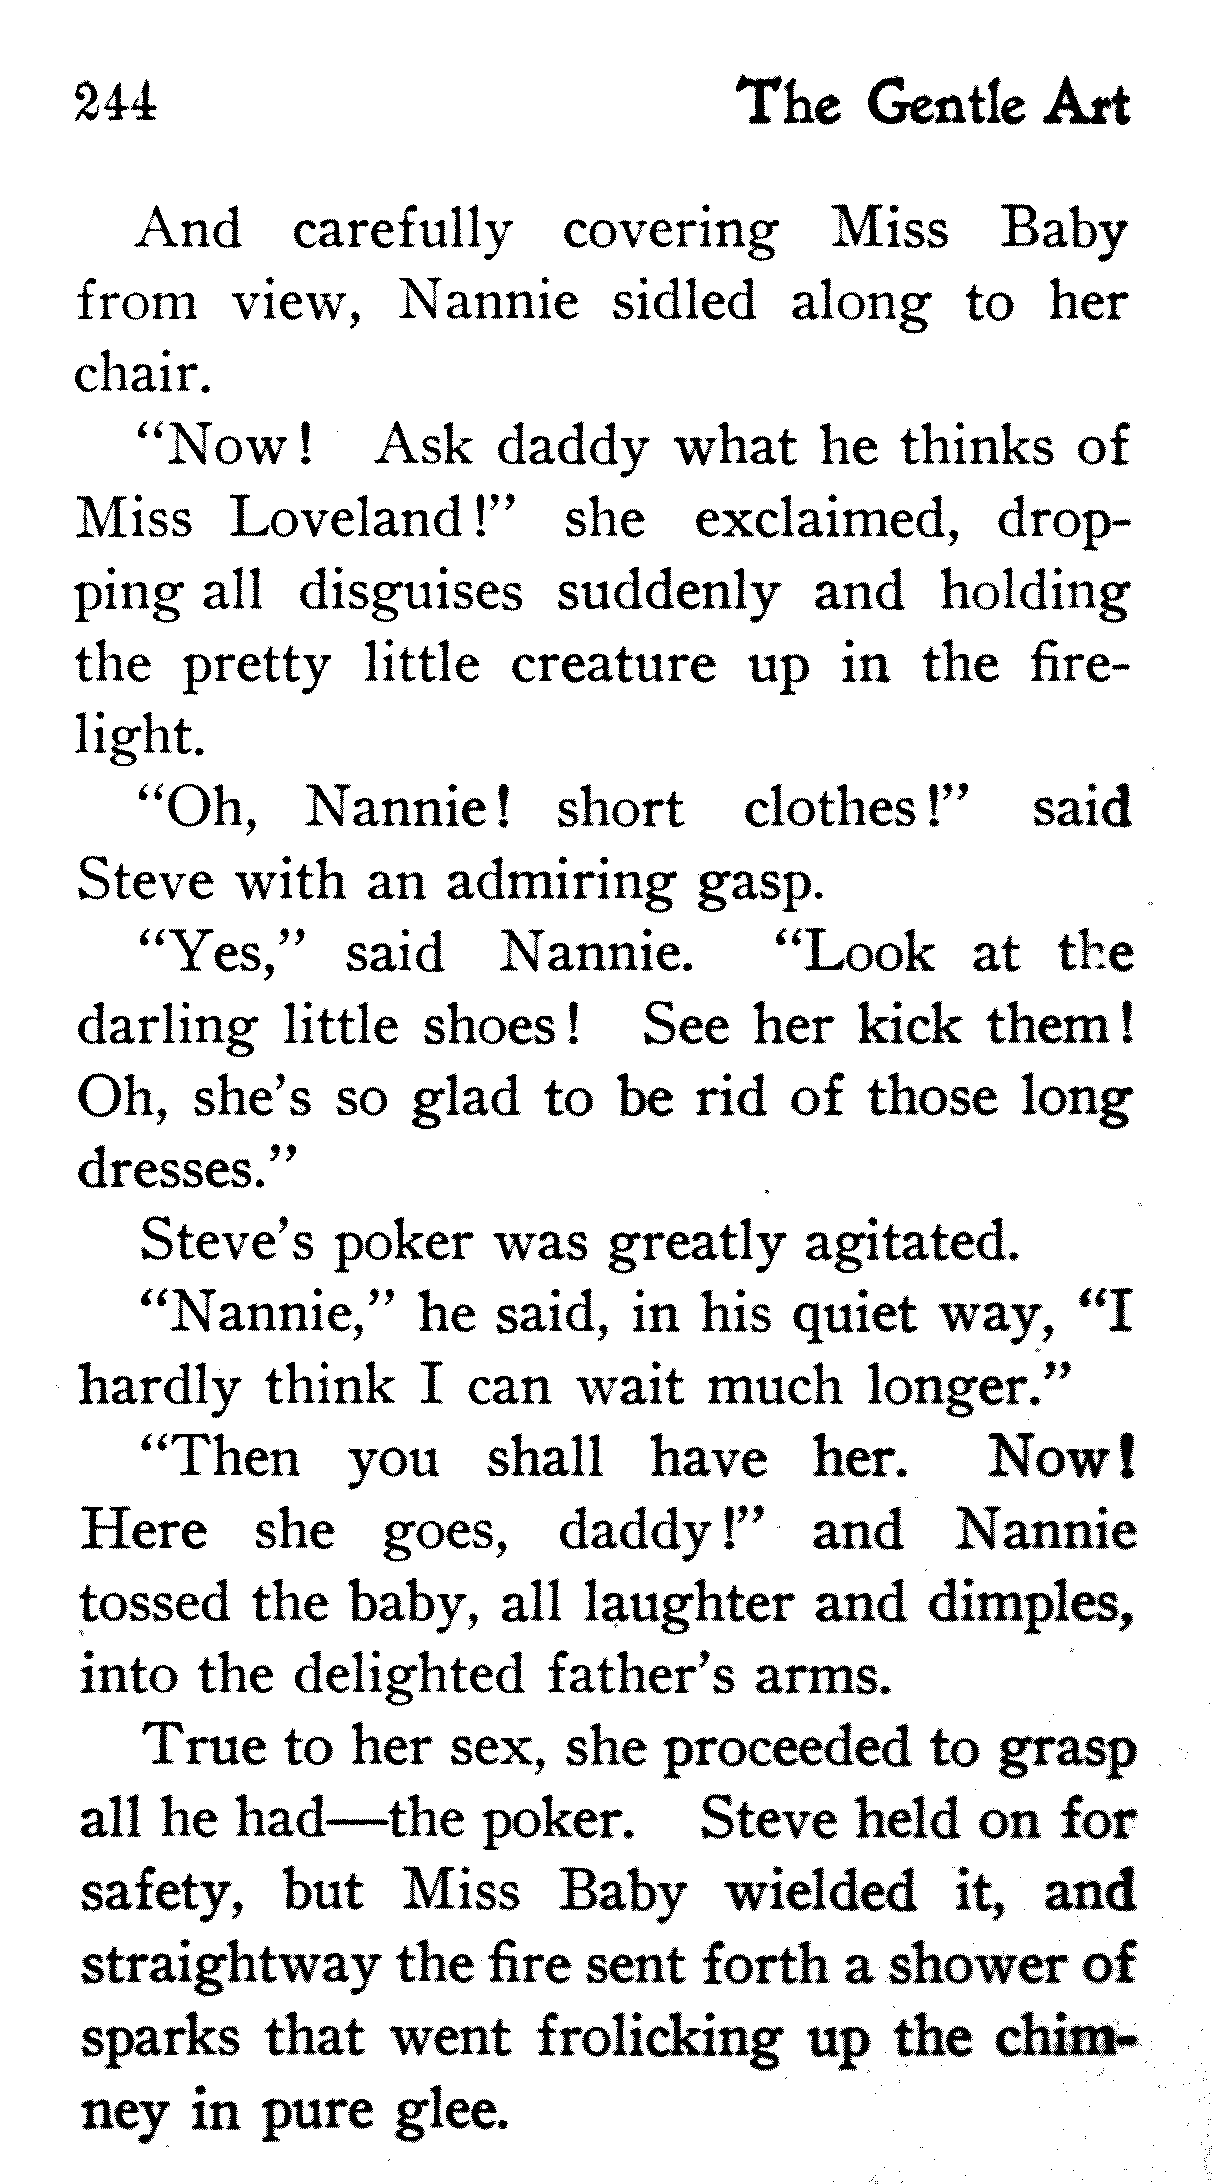 244 The Gentle Art
And carefully covering Miss Baby
from view, Nannie sidled along to her
chair.
"Now! Ask daddy what he thinks of
Miss Loveland!" she exclaimed, drop-
ping all disguises suddenly and holding
the pretty little creature up in the fire-
light.
"Oh, Nannie! short clothes!" said
Steve with an admiring gasp.
"Yes," said Nannie. "Look at the
darling little shoes! See her kick them!
Oh, she's so glad to be rid of those long
dresses."
Steve's poker was greatly agitated.
"Nannie," he said, in his quiet way, "I
hardly think I can wait much longer."
"Then you shall have her. Now!
Here she goes, daddy!" and Nannie
tossed the baby, all laughter and dimples,
into the delighted father's arms.
True to her sex, she proceeded to grasp
all he had—the poker. Steve held on for
safety, but Miss Baby wielded it, and
straightway the fire sent forth a shower of
sparks that went frolicking up the chim-
ney in pure glee.